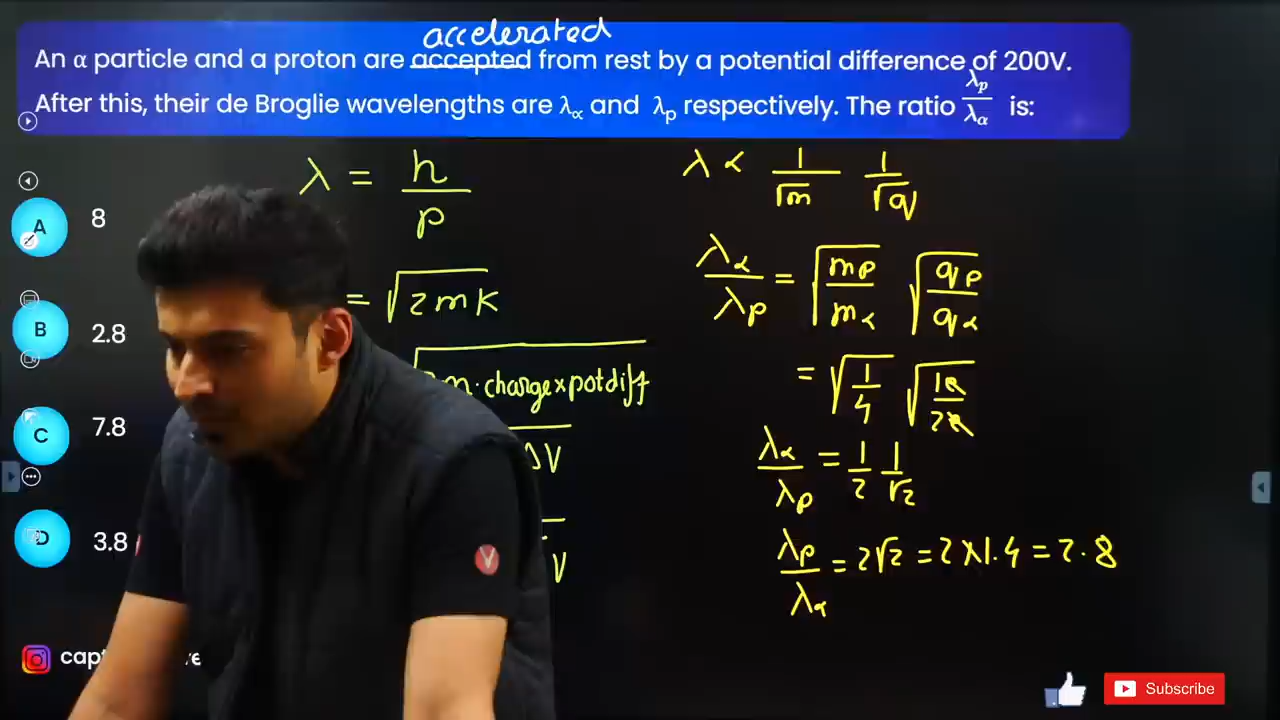 accelerated
An α particle and a proton are accepted from rest by a potential difference of 200V.
After this, their de Broglie wavelengths are λα and λp respectively. The ratio λp/λα is:
A 8
B 2.8
C 7.8
D 3.8
λ = h/p
= √2mK
m·charge×potdiff
ΔV
V
λ ∝ 1/√m 1/√q
λα/λp = √(mp/mα) √(qp/qα)
= √(1/4) √(1e/2e)
λα/λp = 1/2 1/√2
λp/λα = 2√2 = 2×1.4 = 2.8
V
capt
Subscribe